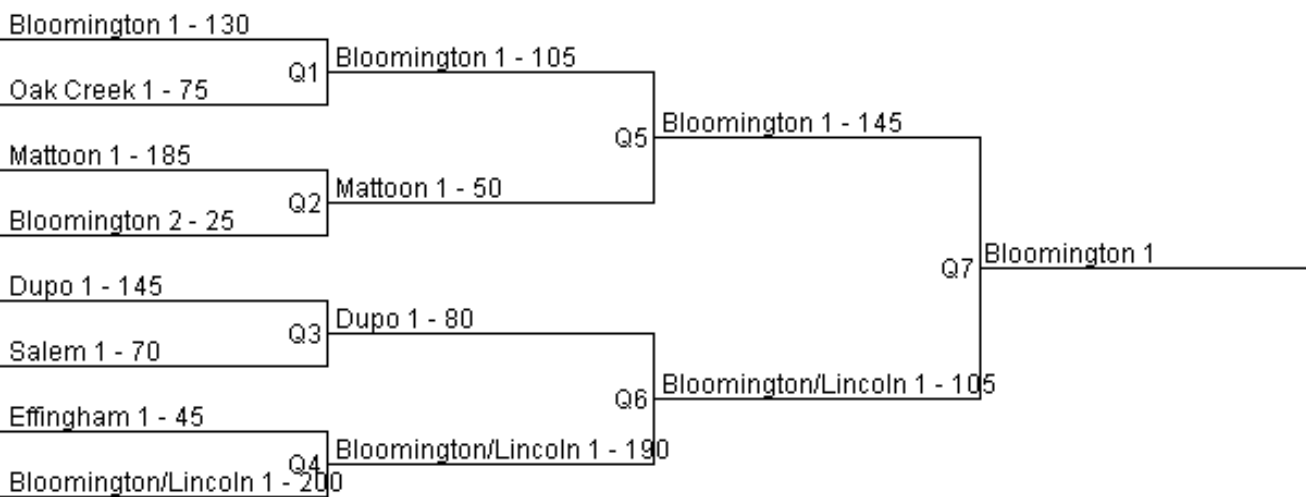 Bloomington 1 - 130
Q1
Oak Creek 1 - 75
Mattoon 1 - 185
Q2
Bloomington 2 - 25
Dupo 1 - 145
Q3
Salem 1 - 70
Effingham 1 - 45
Q4
Bloomington/Lincoln 1 - 200
Bloomington 1 - 105
Q5
Mattoon 1 - 50
Dupo 1 - 80
Q6
Bloomington/Lincoln 1 - 190
Bloomington 1 - 145
Q7
Bloomington/Lincoln 1 - 105
Bloomington 1